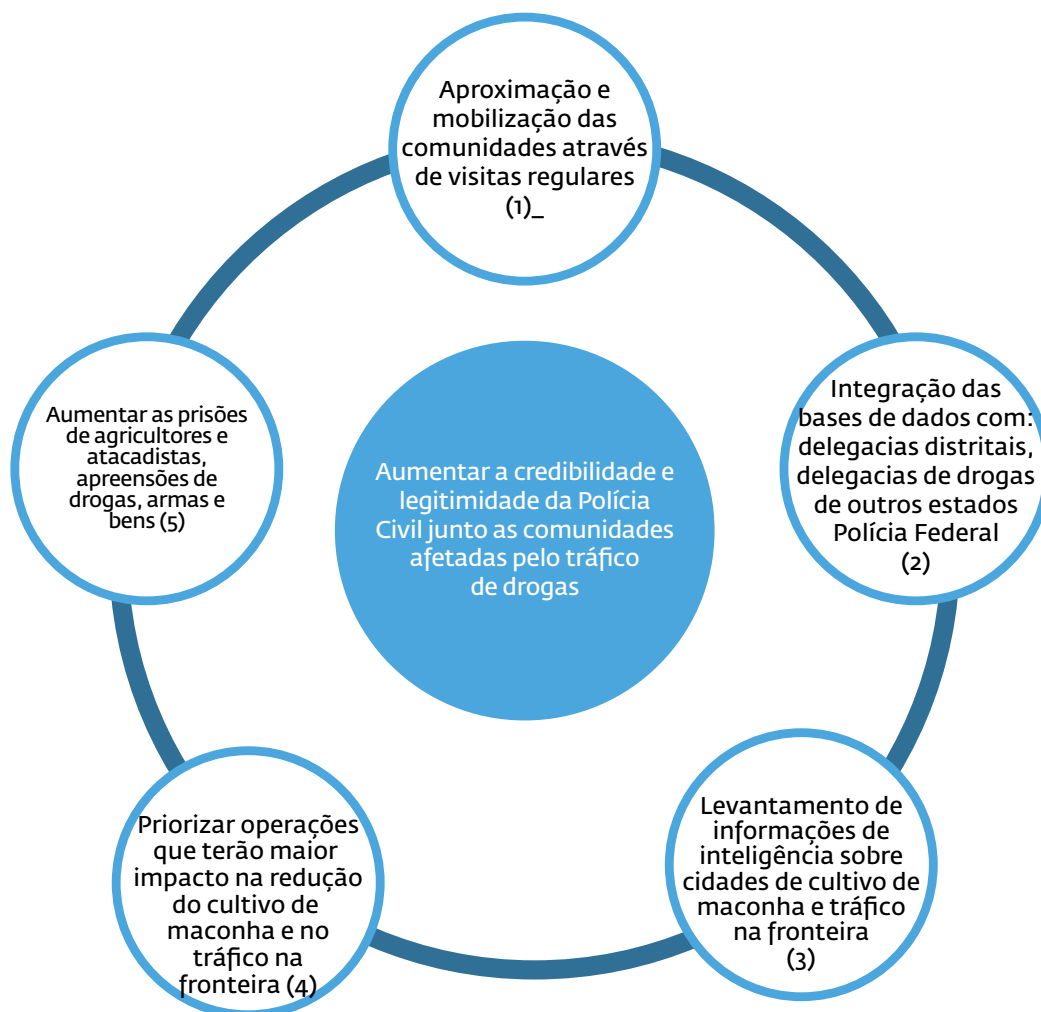 Aproximação e
mobilização das
comunidades através
de visitas regulares
(1)_
Integração das
bases de dados com:
delegacias distritais,
delegacias de drogas
de outros estados
Polícia Federal
(2)
Levantamento de
informações de
inteligência sobre
cidades de cultivo de
maconha e tráfico
na fronteira
(3)
Priorizar operações
que terão maior
impacto na redução
do cultivo de
maconha e no
tráfico na
fronteira (4)
Aumentar as prisões
de agricultores e
atacadistas,
apreensões de
drogas, armas e
bens (5)
Aumentar a credibilidade e
legitimidade da Polícia
Civil junto as comunidades
afetadas pelo tráfico
de drogas